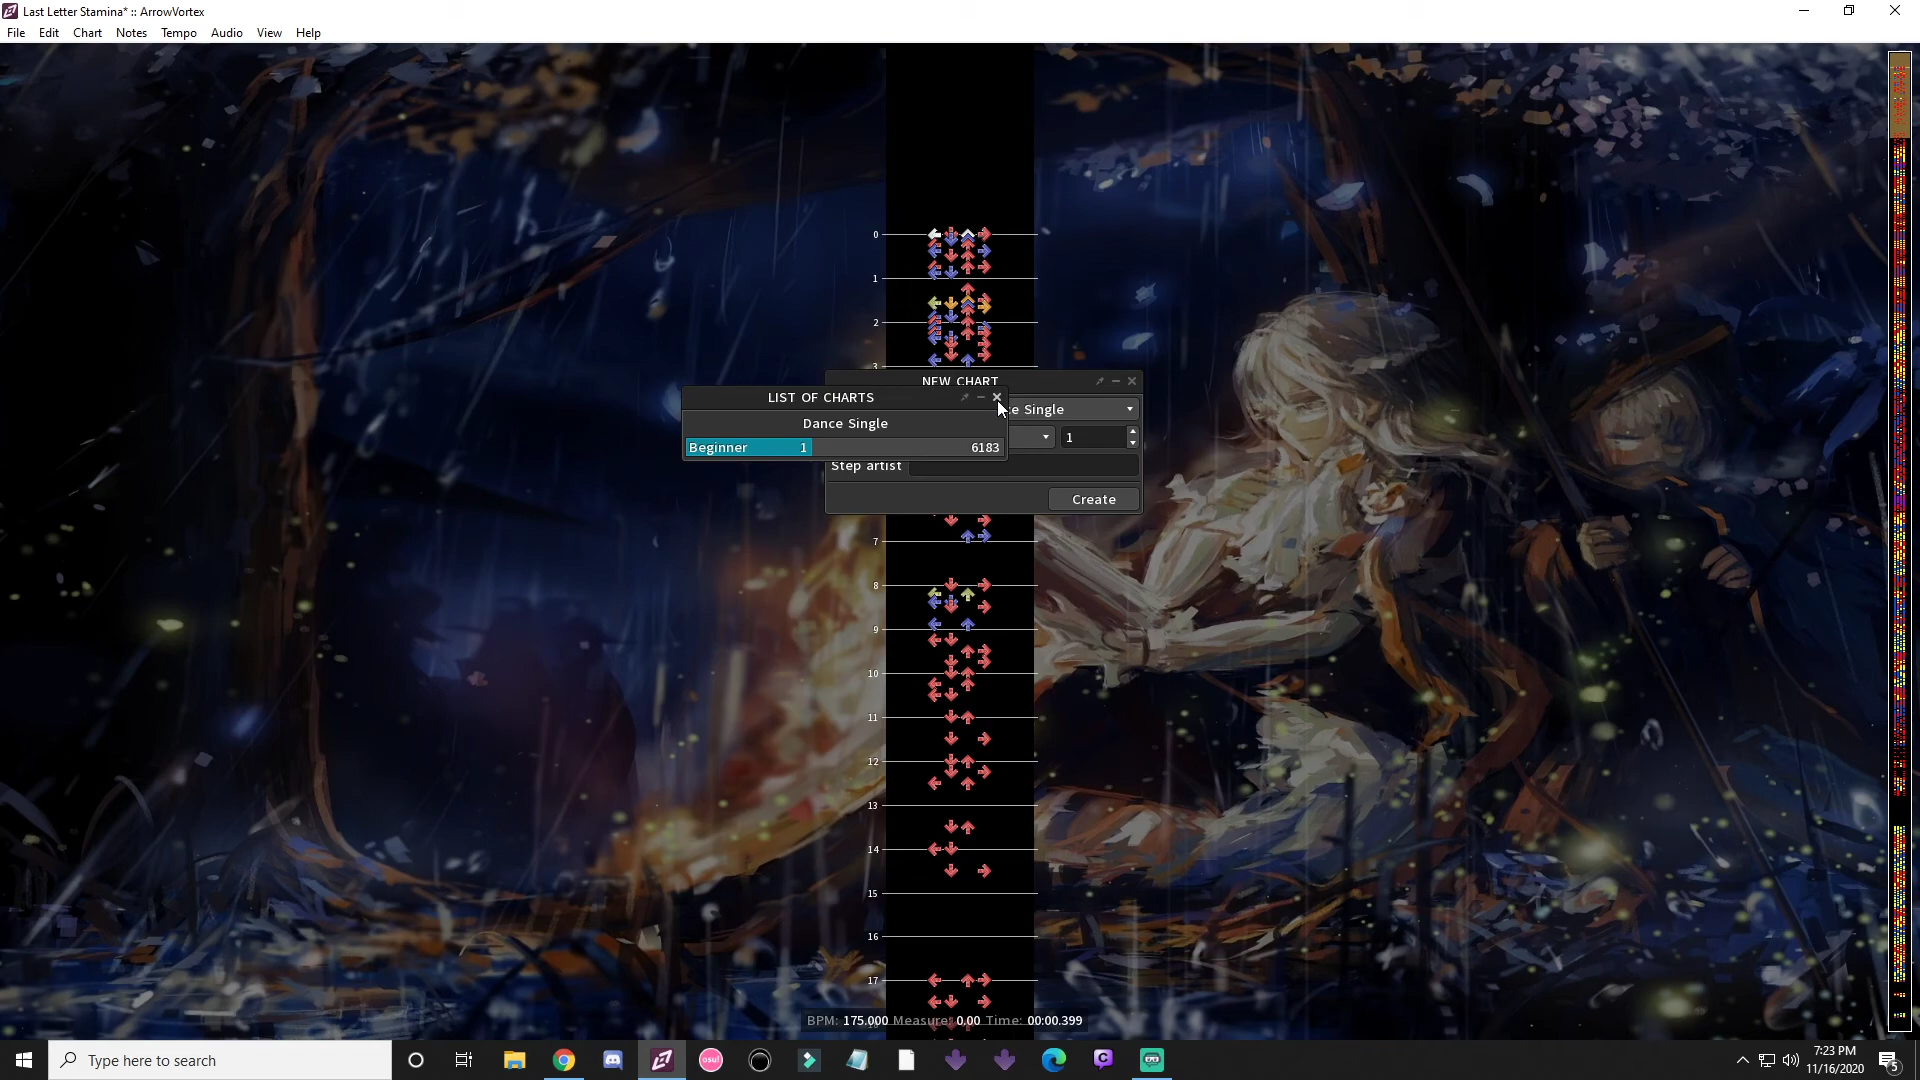 Last Letter Stamina* :: ArrowVortex
File Edit Chart Notes Tempo Audio View Help
0
1
2
3
NEW CHART
LIST OF CHARTS
ce Single
Dance Single
1
Beginner 1 6183
Step artist
Create
7
8
9
10
11
12
13
14
15
16
17
BPM: 175.000 Measure: 0.00 Time: 00:00.399
Type here to search
osu!
C
7:23 PM
11/16/2020
5